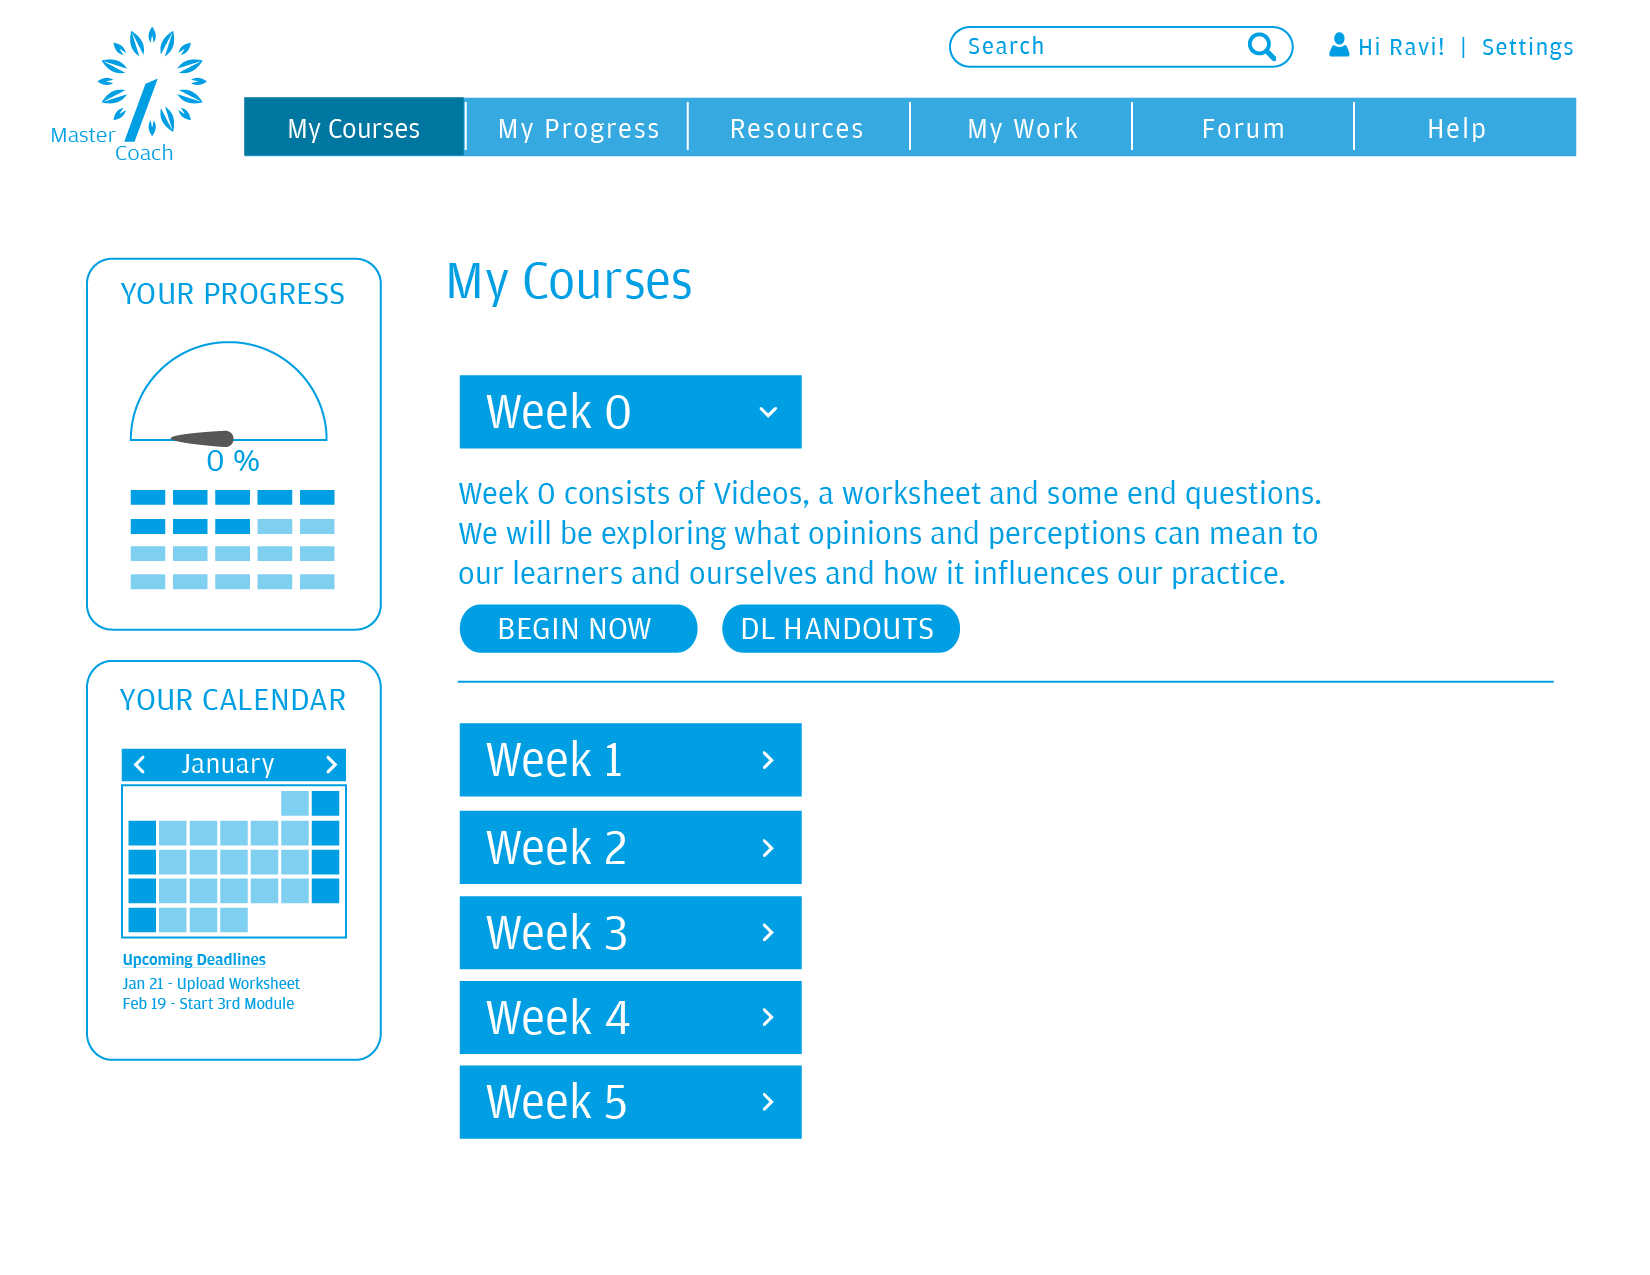 Master
Coach
Search
Hi Ravi! | Settings
My Courses
My Progress
Resources
My Work
Forum
Help
YOUR PROGRESS
0 %
YOUR CALENDAR
January
Upcoming Deadlines
Jan 21 - Upload Worksheet
Feb 19 - Start 3rd Module
My Courses
Week 0
Week 0 consists of Videos, a worksheet and some end questions.
We will be exploring what opinions and perceptions can mean to
our learners and ourselves and how it influences our practice.
BEGIN NOW
DL HANDOUTS
Week 1
Week 2
Week 3
Week 4
Week 5